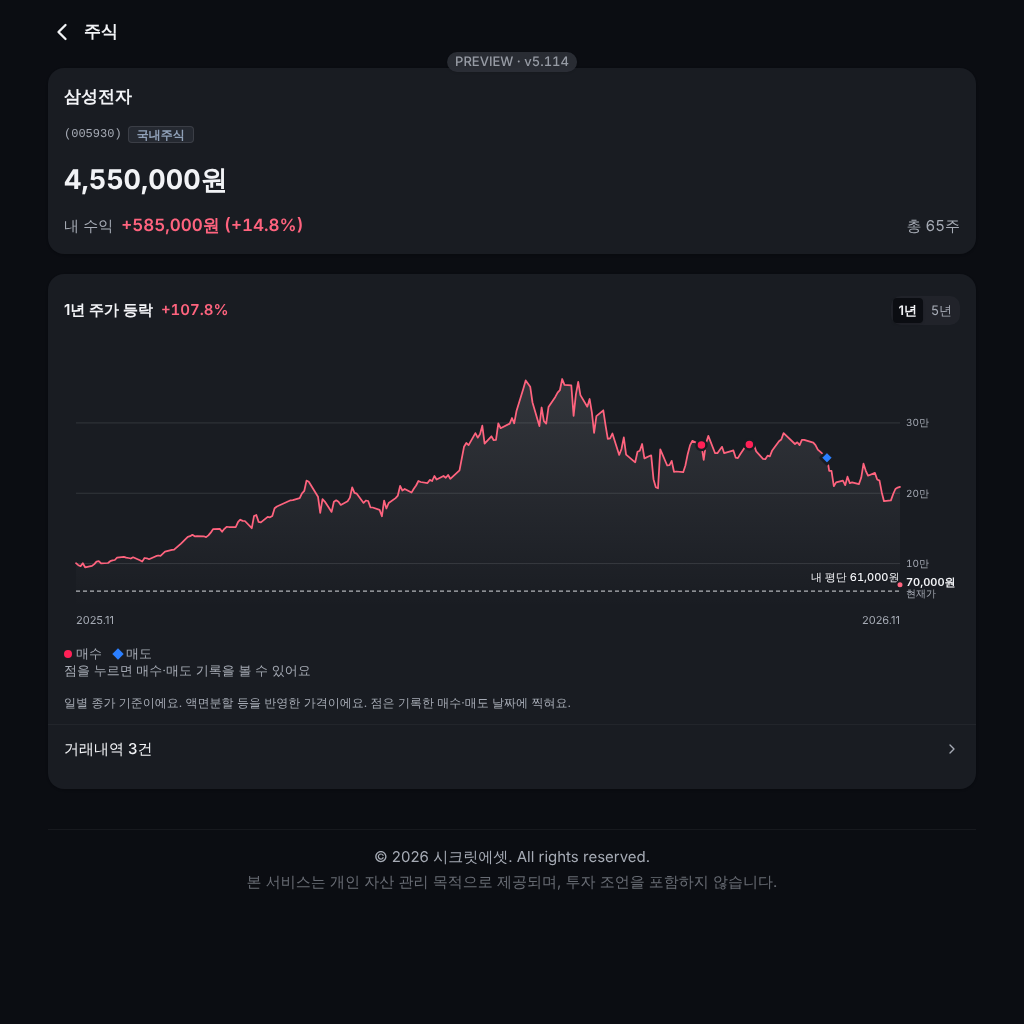 주식
PREVIEW · v5.114
삼성전자
(005930) 국내주식
4,550,000원
내 수익 +585,000원 (+14.8%) 총 65주
1년 주가 등락 +107.8% 1년 5년
30만
20만
10만
내 평단 61,000원
70,000원
현재가
2025.11 2026.11
매수 매도
점을 누르면 매수·매도 기록을 볼 수 있어요
일별 종가 기준이에요. 액면분할 등을 반영한 가격이에요. 점은 기록한 매수·매도 날짜에 찍혀요.
거래내역 3건
© 2026 시크릿에셋. All rights reserved.
본 서비스는 개인 자산 관리 목적으로 제공되며, 투자 조언을 포함하지 않습니다.